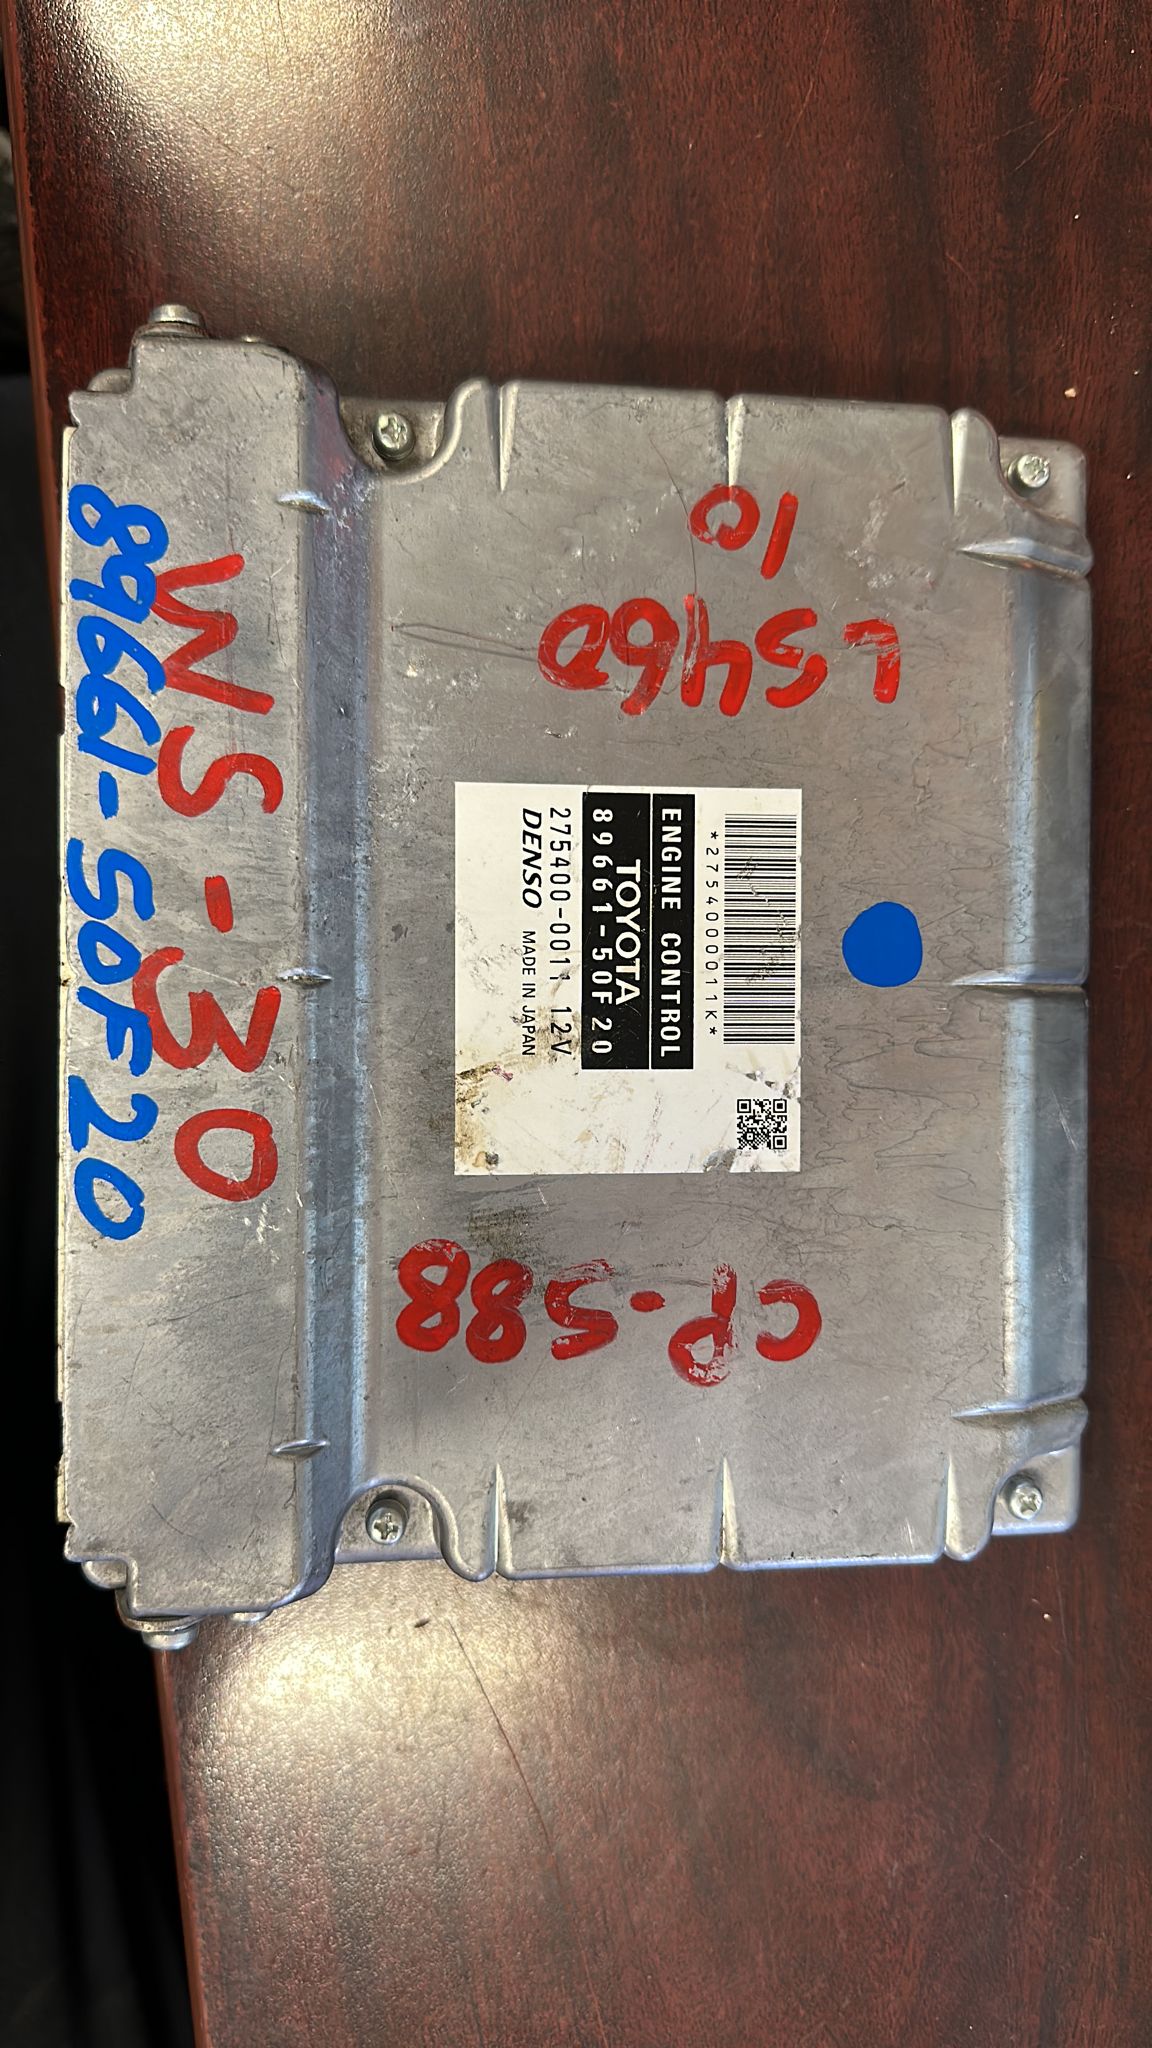 10
LS460
*2754000011K*
ENGINE CONTROL
TOYOTA
89661-50F20
275400-0011 12V
DENSO MADE IN JAPAN
CP-588
WS-30
89661-50F20